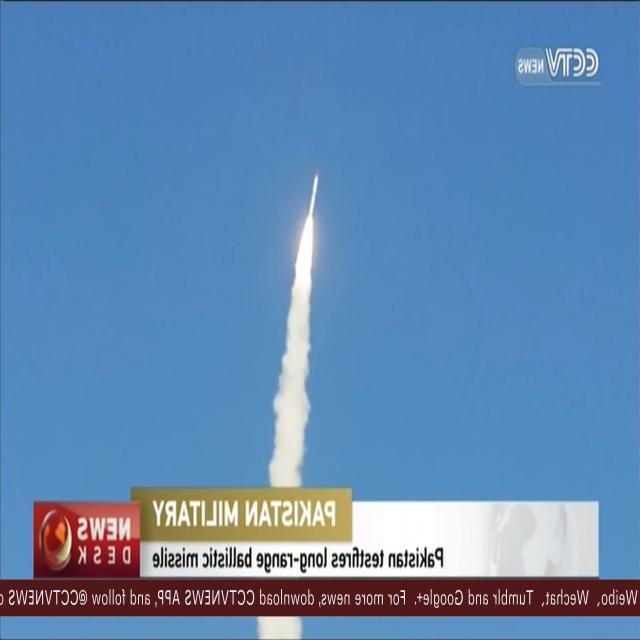 CCTV NEWS
PAKISTAN MILITARY
Pakistan testfires long-range ballistic missile
NEWS
DESK
Weibo, Wechat, Tumblr and Google+. For more news, download CCTVNEWS APP, and follow @CCTVNEWS